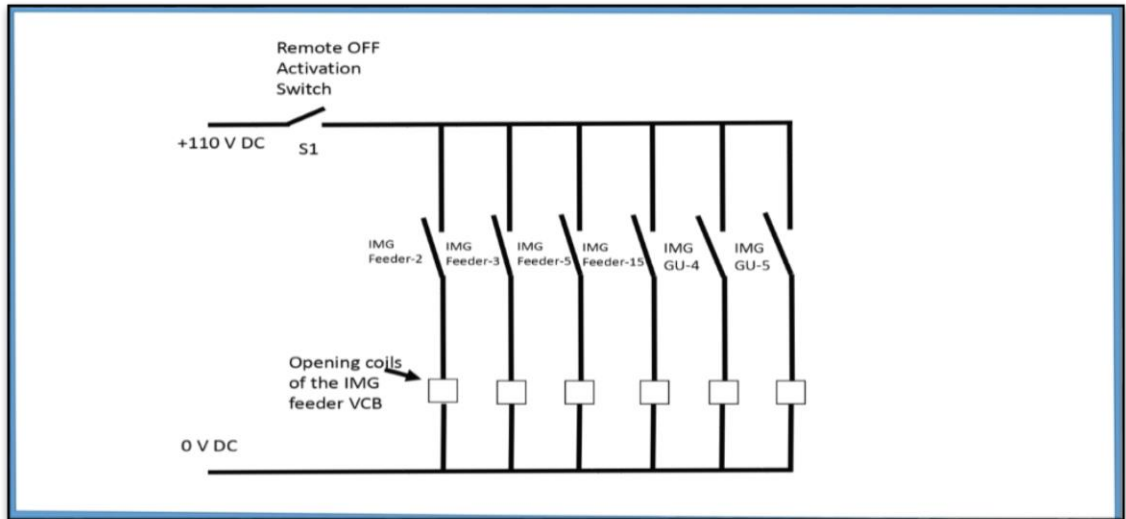 Remote OFF
Activation
Switch
+110 V DC
S1
IMG
Feeder-2
IMG
Feeder-3
IMG
Feeder-5
IMG
Feeder-15
IMG
GU-4
IMG
GU-5
Opening coils
of the IMG
feeder VCB
0 V DC